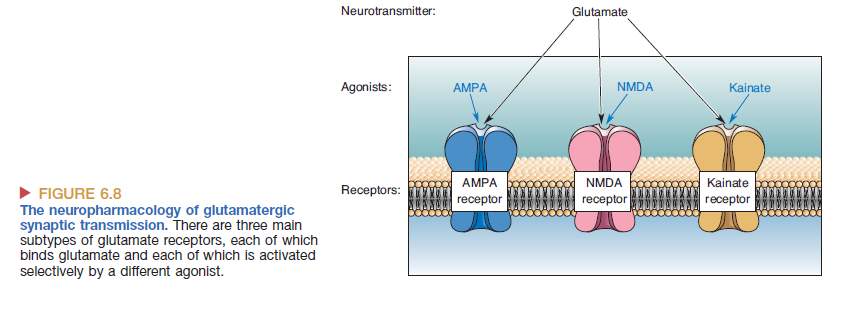 Neurotransmitter: Glutamate
Agonists: AMPA NMDA Kainate
Receptors: AMPA receptor NMDA receptor Kainate receptor
▶ FIGURE 6.8
The neuropharmacology of glutamatergic
synaptic transmission. There are three main
subtypes of glutamate receptors, each of which
binds glutamate and each of which is activated
selectively by a different agonist.